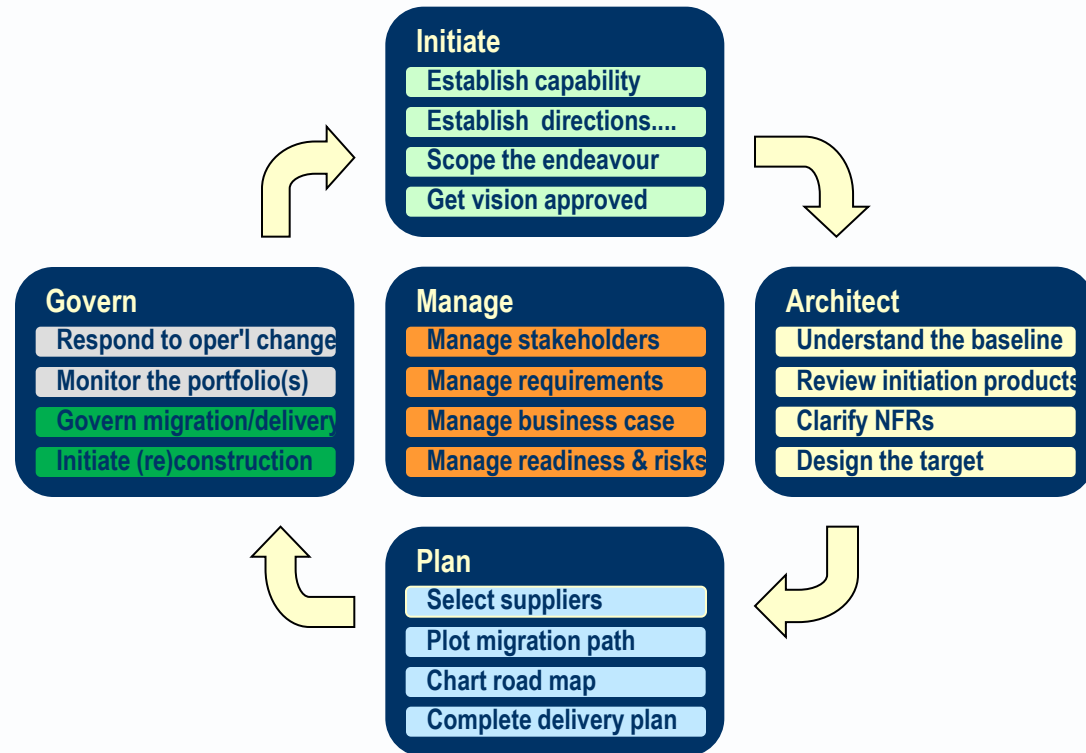 Initiate
Establish capability
Establish directions....
Scope the endeavour
Get vision approved
Govern
Respond to oper'l change
Monitor the portfolio(s)
Govern migration/delivery
Initiate (re)construction
Manage
Manage stakeholders
Manage requirements
Manage business case
Manage readiness & risks
Architect
Understand the baseline
Review initiation products
Clarify NFRs
Design the target
Plan
Select suppliers
Plot migration path
Chart road map
Complete delivery plan